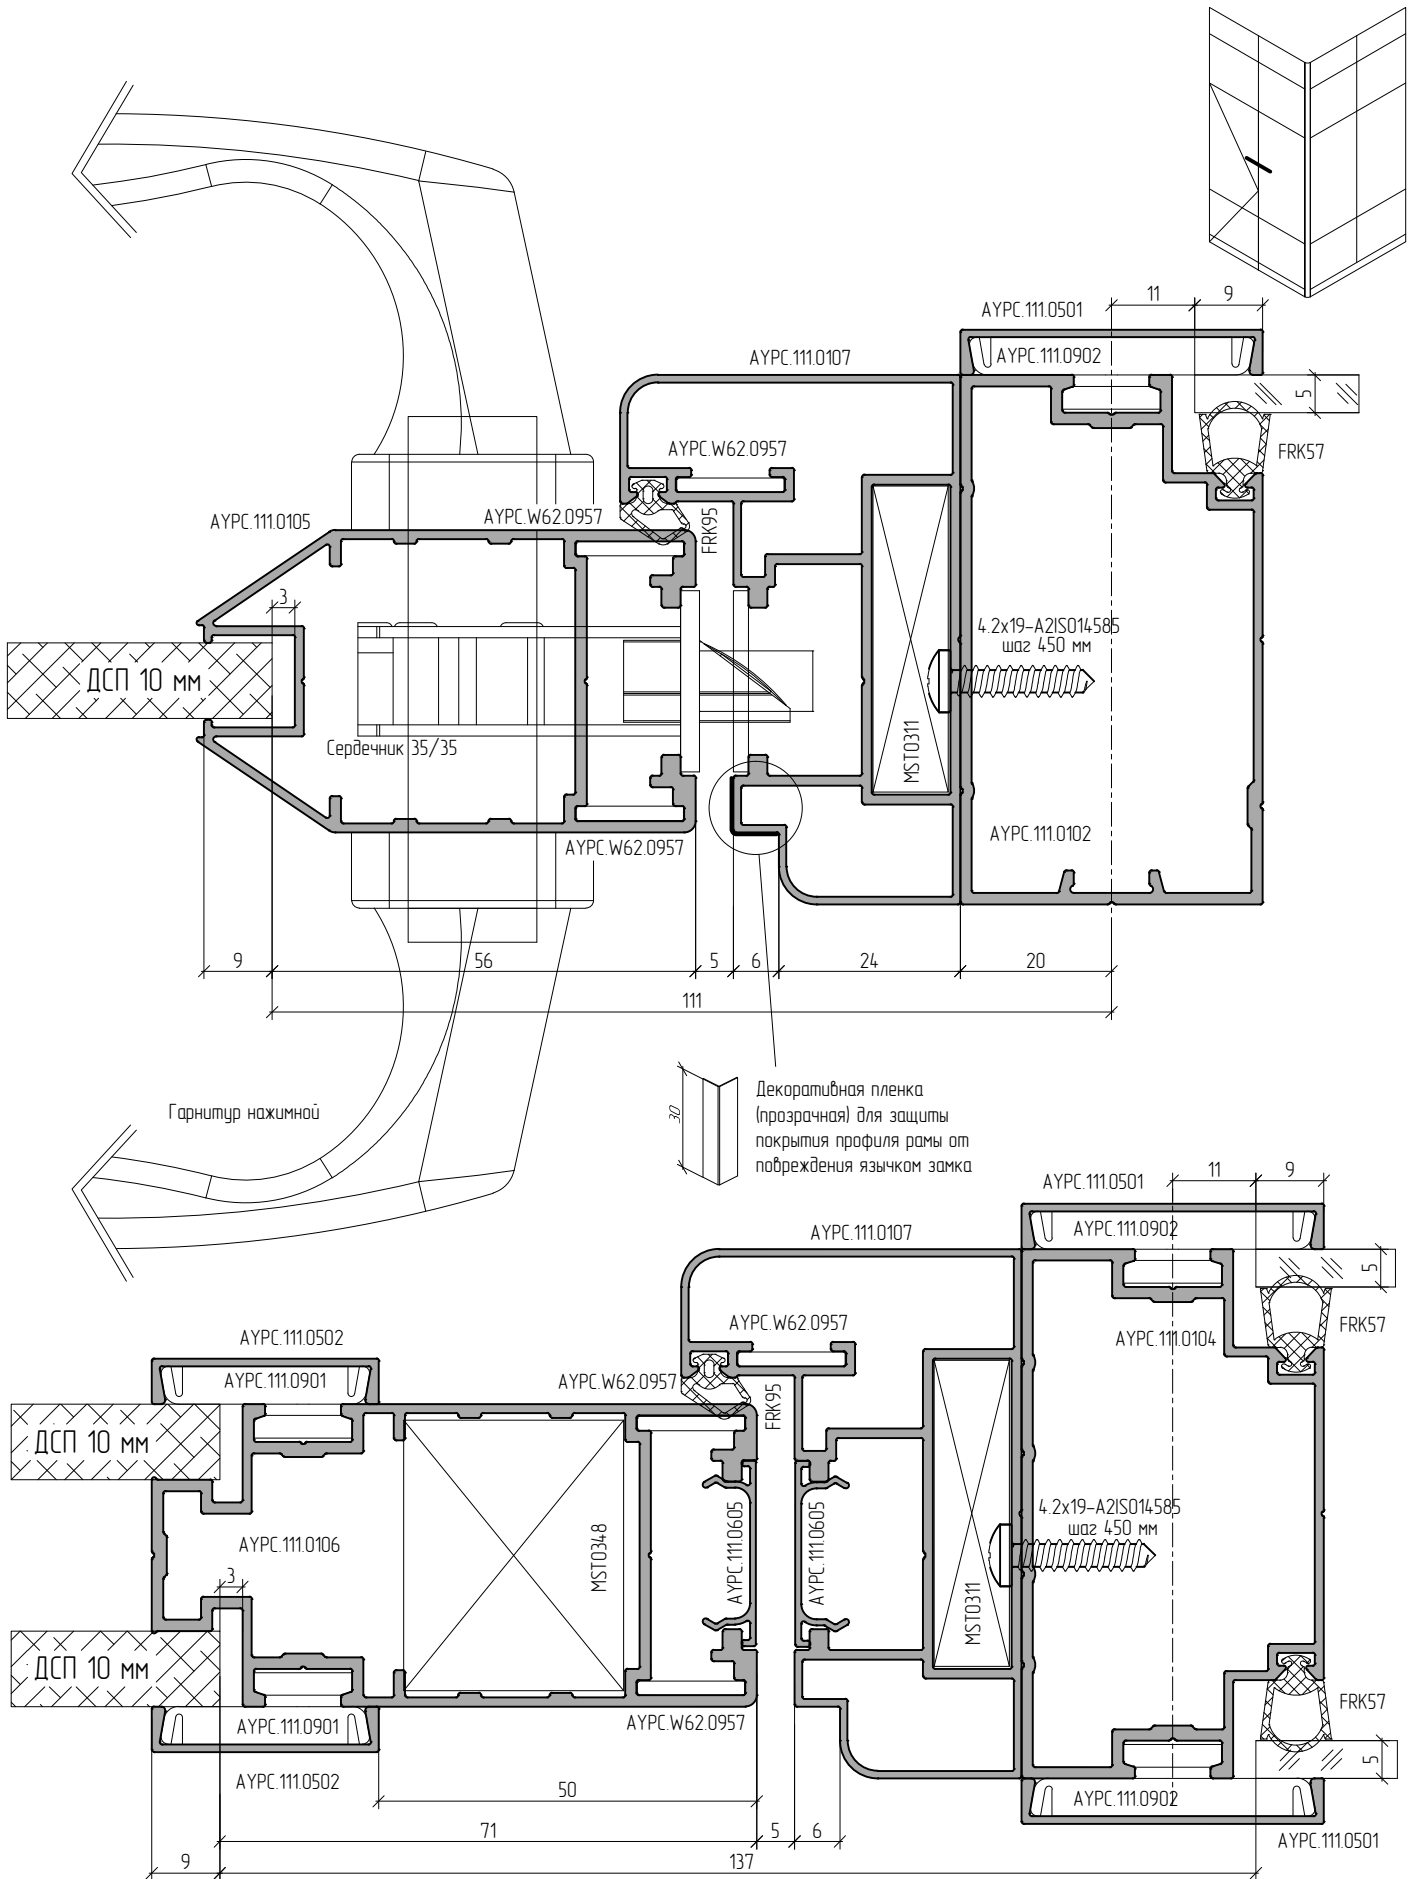 11
9
AYPC.111.0501
AYPC.111.0902
AYPC.111.0107
5
AYPC.W62.0957
FRK57
AYPC.111.0105
AYPC.W62.0957
FRK95
3
4.2x19-A2ISO14585
шаг 450 мм
ДСП 10 мм
Сердечник 35/35
MST0311
AYPC.111.0102
AYPC.W62.0957
9
56
5
6
24
20
111
Гарнитур нажимной
30
Декоративная пленка
(прозрачная) для защиты
покрытия профиля рамы от
повреждения язычком замка
11
9
AYPC.111.0501
AYPC.111.0902
AYPC.111.0107
5
AYPC.W62.0957
AYPC.111.0104
FRK57
AYPC.111.0502
AYPC.111.0901
AYPC.W62.0957
FRK95
ДСП 10 мм
4.2x19-A2ISO14585
шаг 450 мм
AYPC.111.0106
MST0348
AYPC.111.0605
AYPC.111.0605
MST0311
3
ДСП 10 мм
AYPC.111.0901
AYPC.W62.0957
FRK57
5
AYPC.111.0502
50
AYPC.111.0902
AYPC.111.0501
71
5
6
9
137